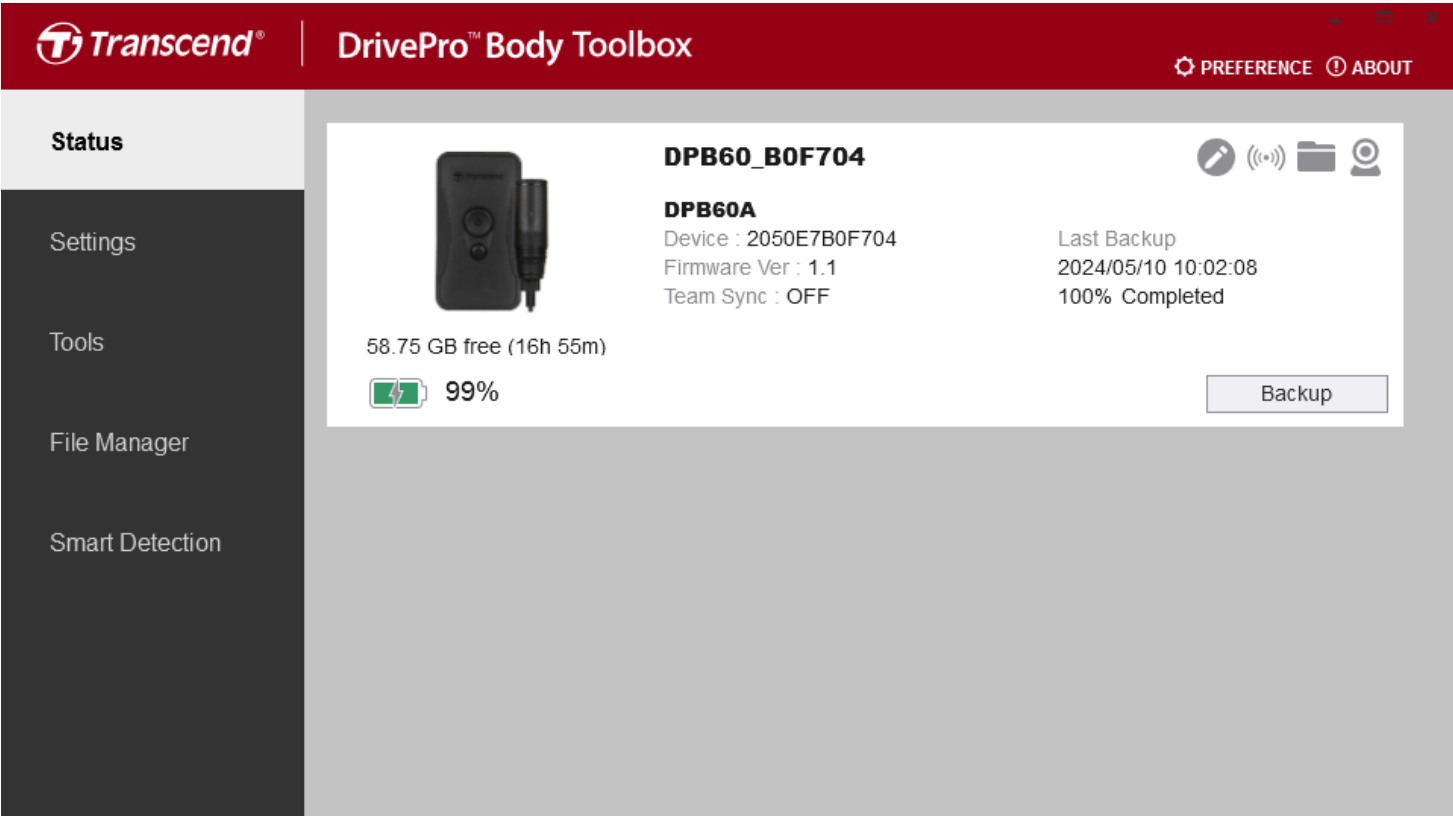 Transcend®
DrivePro™ Body Toolbox
PREFERENCE
ABOUT
Status
Settings
Tools
File Manager
Smart Detection
Transcend
58.75 GB free (16h 55m)
99%
DPB60_B0F704
DPB60A
Device : 2050E7B0F704
Firmware Ver : 1.1
Team Sync : OFF
Last Backup
2024/05/10 10:02:08
100% Completed
Backup